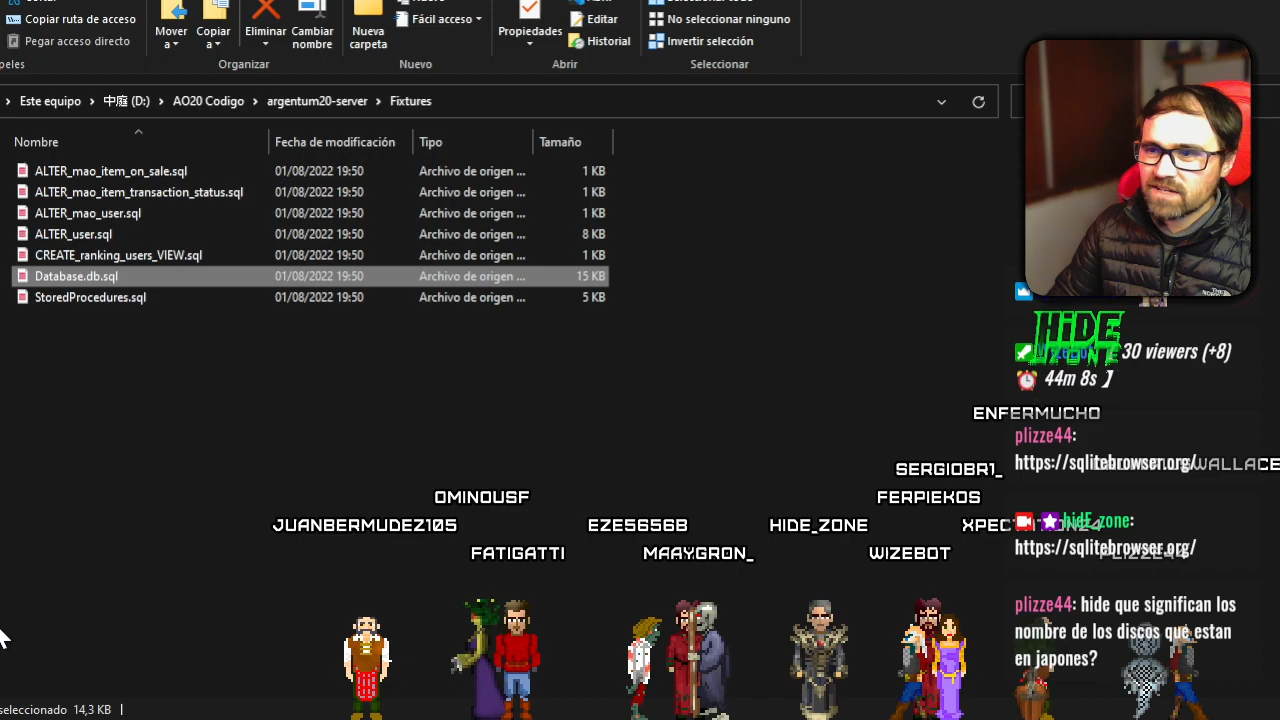 Copiar ruta de acceso
Pegar acceso directo
Mover a
Copiar a
Eliminar
Cambiar nombre
Nueva carpeta
Fácil acceso
Propiedades
Editar
Historial
No seleccionar ninguno
Invertir selección
peles
Organizar
Nuevo
Abrir
Seleccionar
Este equipo > 中庭 (D:) > AO20 Codigo > argentum20-server > Fixtures
Nombre Fecha de modificación Tipo Tamaño
ALTER_mao_item_on_sale.sql 01/08/2022 19:50 Archivo de origen ... 1 KB
ALTER_mao_item_transaction_status.sql 01/08/2022 19:50 Archivo de origen ... 1 KB
ALTER_mao_user.sql 01/08/2022 19:50 Archivo de origen ... 1 KB
ALTER_user.sql 01/08/2022 19:50 Archivo de origen ... 8 KB
CREATE_ranking_users_VIEW.sql 01/08/2022 19:50 Archivo de origen ... 1 KB
Database.db.sql 01/08/2022 19:50 Archivo de origen ... 15 KB
StoredProcedures.sql 01/08/2022 19:50 Archivo de origen ... 5 KB
HiDE
30 viewers (+8)
44m 8s 】
ENFERMUCHO
plizze44:
https://sqlitebrowser.org/
WALLACE
SERGIOBR1_
OMINOUSF
FERPIEKOS
JUANBERMUDEZ105
EZE5656B
HIDE_ZONE
hidE_zone:
https://sqlitebrowser.org/
FATIGATTI
MAAYGRON_
WIZEBOT
PLIZZE44
plizze44: hide que significan los
nombre de los discos que estan
en japones?
seleccionado 14,3 KB